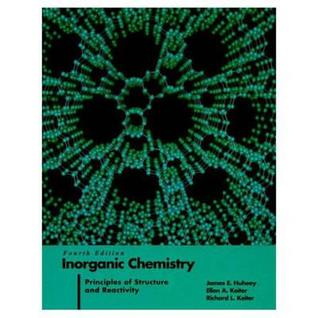 Fourth Edition
Inorganic Chemistry
Principles of Structure
and Reactivity
James E. Huheey
Ellen A. Keiter
Richard L. Keiter